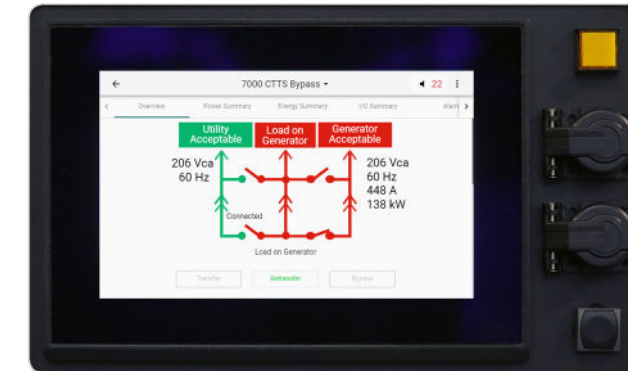 7000 CTTS Bypass
22
Overview
Power Summary
Energy Summary
I/O Summary
Alarm
Utility
Acceptable
Load on
Generator
Generator
Acceptable
206 Vca
60 Hz
206 Vca
60 Hz
448 A
138 kW
Connected
Load on Generator
Transfer
Retransfer
Bypass